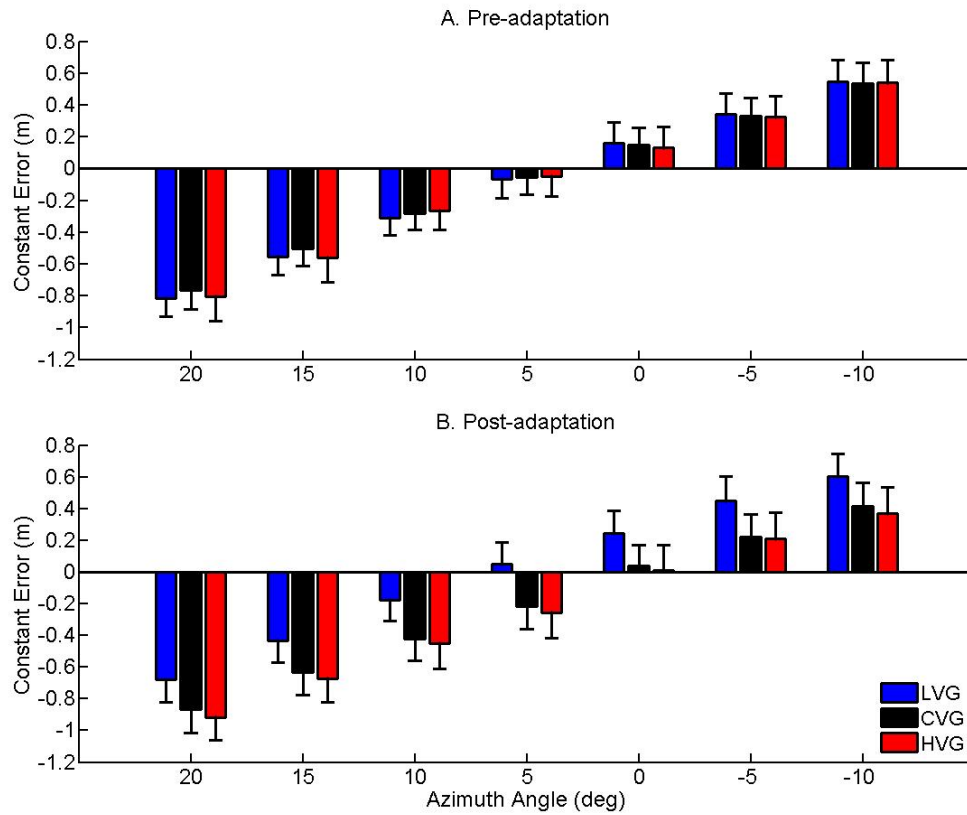 A. Pre-adaptation
0.8
0.6
0.4
0.2
0
-0.2
-0.4
-0.6
-0.8
-1
-1.2
Constant Error (m)
20 15 10 5 0 -5 -10
B. Post-adaptation
0.8
0.6
0.4
0.2
0
-0.2
-0.4
-0.6
-0.8
-1
-1.2
Constant Error (m)
LVG
CVG
HVG
20 15 10 5 0 -5 -10
Azimuth Angle (deg)